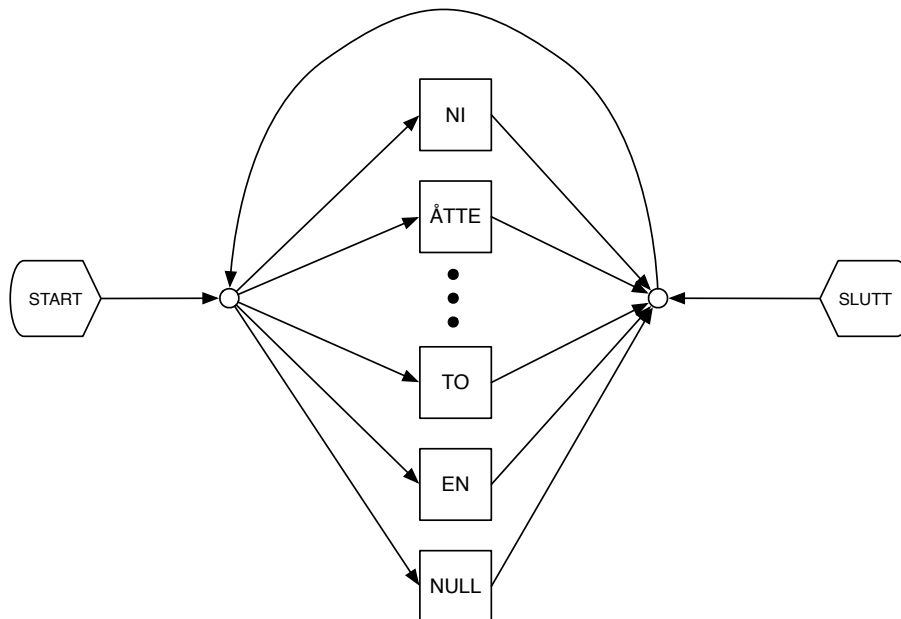 NI
ÅTTE
START
SLUTT
TO
EN
NULL